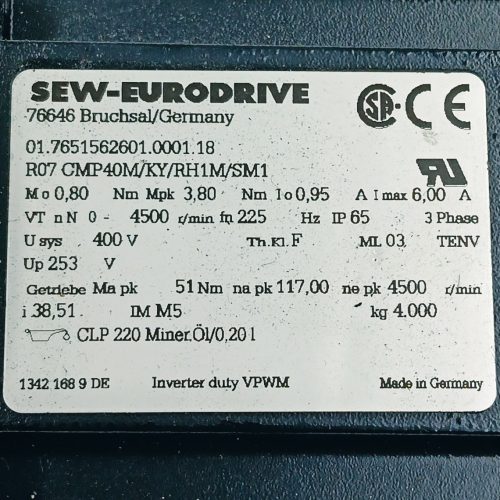 SEW-EURODRIVE
76646 Bruchsal/Germany
01.7651562601.0001.18
R07 CMP40M/KY/RH1M/SM1
Mo 0,80 Nm Mpk 3,80 Nm Io 0,95 A Imax 6,00 A
VT nN 0- 4500 r/min fn 225 Hz IP 65 3 Phase
Usys 400 V Th.Kl. F ML 03 TENV
Up 253 V
Getriebe Ma pk 51 Nm na pk 117,00 ne pk 4500 r/min
i 38,51 IM M5 kg 4.000
CLP 220 Miner.Öl/0,20 l
1342 168 9 DE Inverter duty VPWM Made in Germany
SA CE
RU